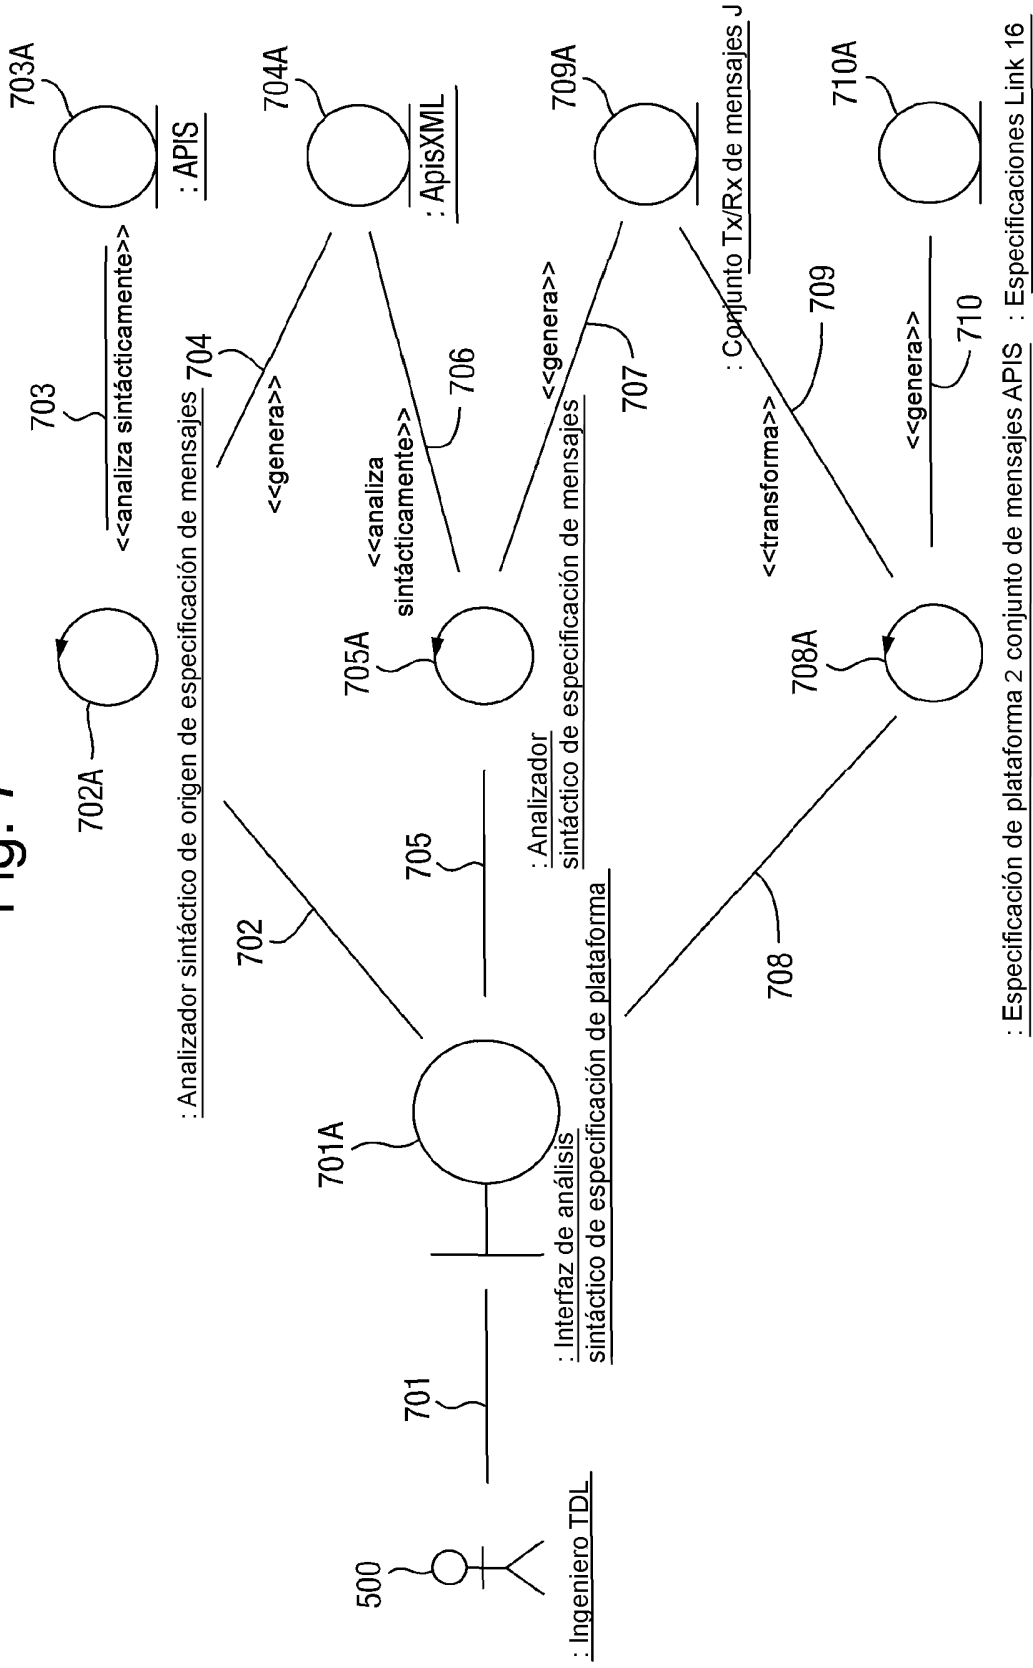 Fig. 7
703A
703
702A
<<analiza sintácticamente>>
: APIS
: Analizador sintáctico de origen de especificación de mensajes
704
702
<<genera>>
704A
701A
705A
500
<<analiza
sintácticamente>>
701
705
: ApisXML
706
: Analizador
sintáctico de especificación de mensajes
<<genera>>
709A
: Interfaz de análisis
sintáctico de especificación de plataforma
: Ingeniero TDL
707
: Conjunto Tx/Rx de mensajes J
<<transforma>>
708
708A
709
710A
<<genera>>
710
: Especificación de plataforma 2 conjunto de mensajes APIS
: Especificaciones Link 16